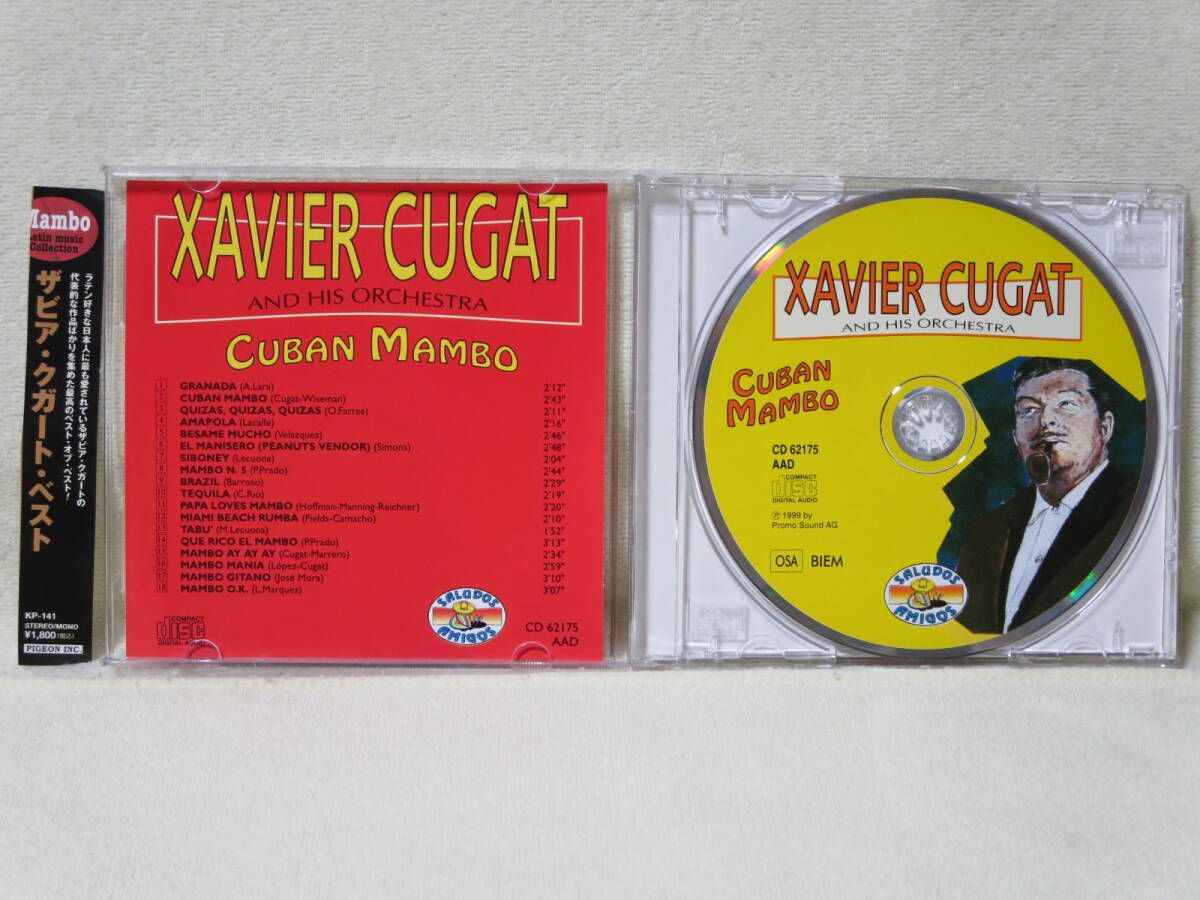 Mambo
Latin music
Collection
ラテン好きな日本人に最も愛されているザビア・クガートの
代表的な作品ばかりを集めた最高のベスト・オブ・ベスト!
ザビア・クガート・ベスト
KP-141
STEREO/MONO
¥1,800(税込)
PIGEON INC.
XAVIER CUGAT
AND HIS ORCHESTRA
CUBAN MAMBO
1 GRANADA (A.Lara) 2'12"
2 CUBAN MAMBO (Cugat-Wiseman) 2'43"
3 QUIZAS, QUIZAS, QUIZAS (O.Farres) 2'11"
4 AMAPOLA (Lacalle) 2'16"
5 BESAME MUCHO (Velazquez) 2'46"
6 EL MANISERO (PEANUTS VENDOR) (Simons) 2'48"
7 SIBONEY (Lecuona) 2'04"
8 MAMBO N. 5 (P.Prado) 2'44"
9 BRAZIL (Barroso) 2'29"
10 TEQUILA (C.Rio) 2'19"
11 PAPA LOVES MAMBO (Hoffman-Manning-Reichner) 2'20"
12 MIAMI BEACH RUMBA (Fields-Camacho) 2'10"
13 TABU' (M.Lecuona) 1'52"
14 QUE RICO EL MAMBO (P.Prado) 3'13"
15 MAMBO AY AY AY (Cugat-Marrero) 2'34"
16 MAMBO MANIA (López-Cugat) 2'59"
17 MAMBO GITANO (José Mora) 3'10"
18 MAMBO O.K. (L.Marquez) 3'07"
COMPACT
disc
DIGITAL AUDIO
SALUDOS
AMIGOS
CD 62175
AAD
XAVIER CUGAT
AND HIS ORCHESTRA
CUBAN
MAMBO
CD 62175
AAD
COMPACT
disc
DIGITAL AUDIO
℗ 1999 by
Promo Sound AG
OSA BIEM
SALUDOS
AMIGOS